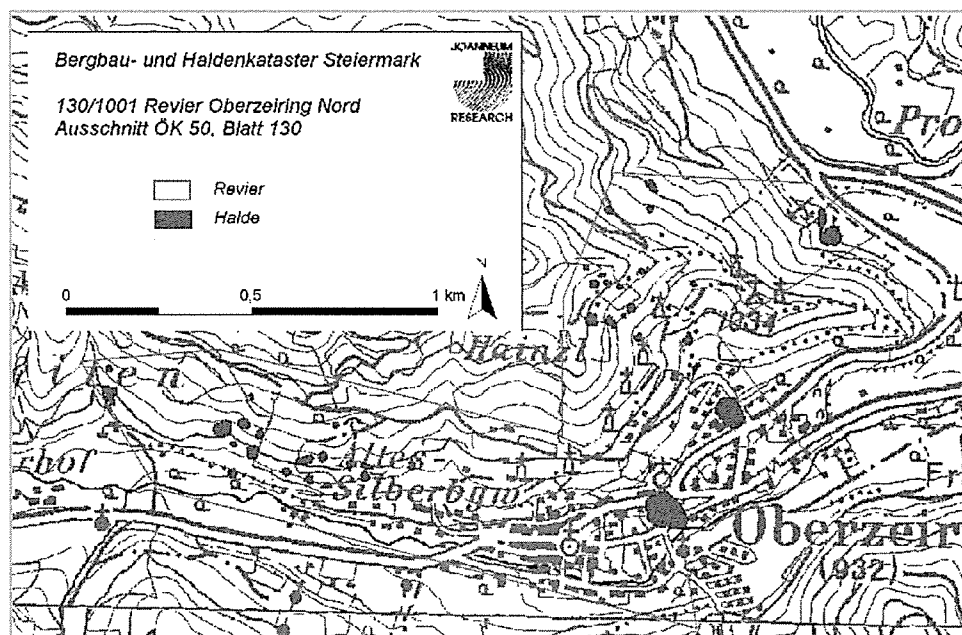 Bergbau- und Haldenkataster Steiermark
JOANNEUM
RESEARCH
130/1001 Revier Oberzeiring Nord
Ausschnitt ÖK 50, Blatt 130
Revier
Halde
N
0
0,5
1 km
Pro
934
Hainzl
Altes
Silberbgw
Oberzeir
(932)